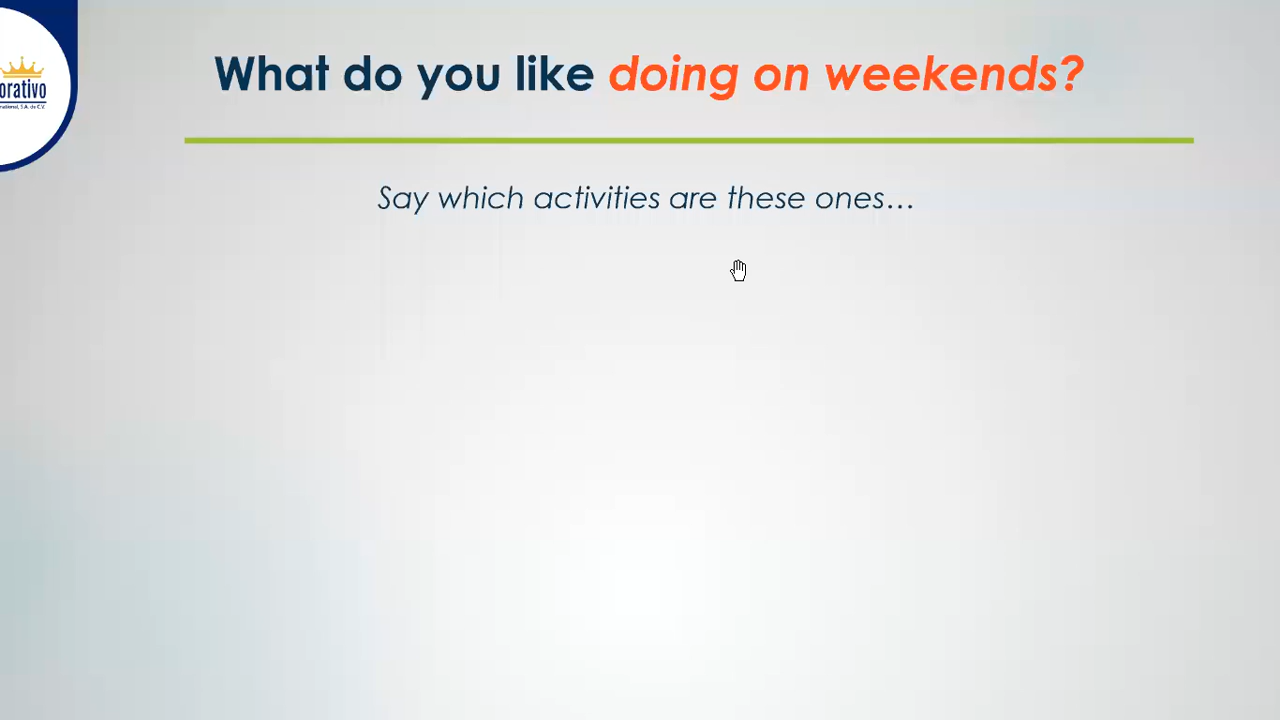 orativo
What do you like doing on weekends?
Say which activities are these ones...